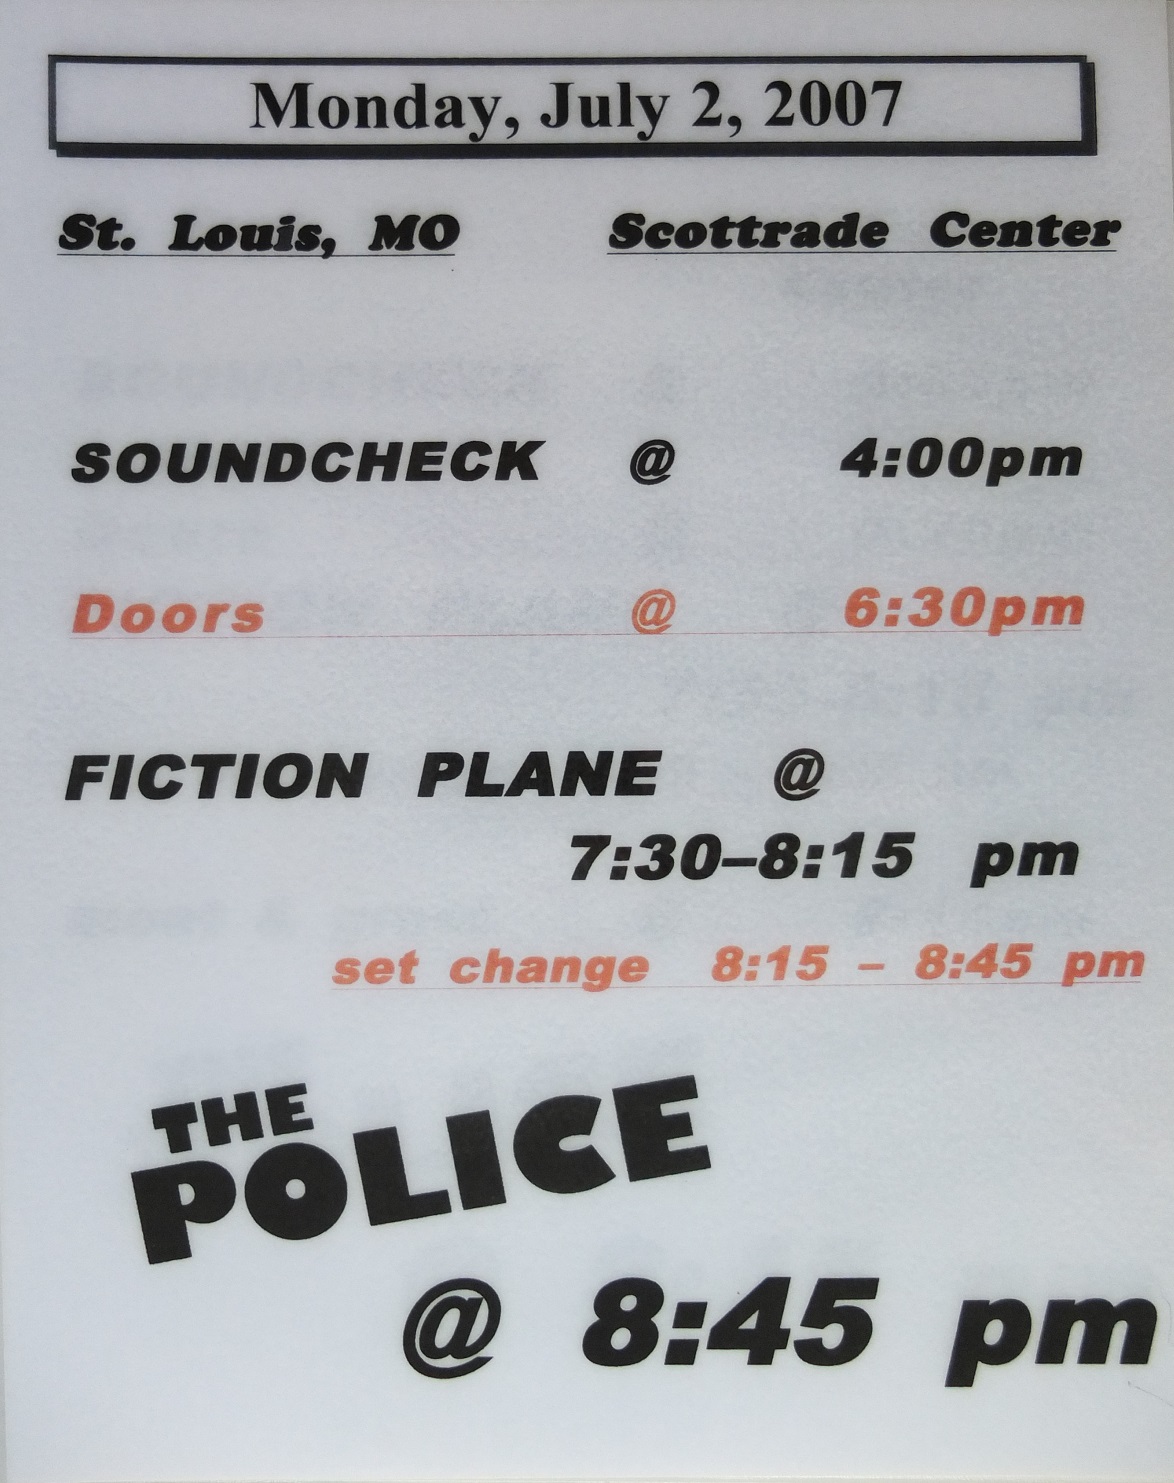 Monday, July 2, 2007
St. Louis, MO Scottrade Center
SOUNDCHECK @ 4:00pm
Doors @ 6:30pm
FICTION PLANE @
7:30–8:15 pm
set change 8:15 – 8:45 pm
THE
POLICE
@ 8:45 pm